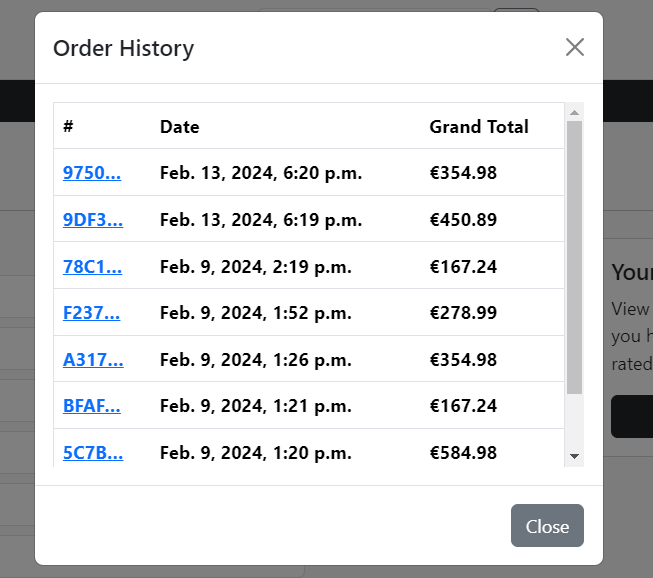 Order History
# Date Grand Total
9750... Feb. 13, 2024, 6:20 p.m. €354.98
9DF3... Feb. 13, 2024, 6:19 p.m. €450.89
78C1... Feb. 9, 2024, 2:19 p.m. €167.24
F237... Feb. 9, 2024, 1:52 p.m. €278.99
A317... Feb. 9, 2024, 1:26 p.m. €354.98
BFAF... Feb. 9, 2024, 1:21 p.m. €167.24
5C7B... Feb. 9, 2024, 1:20 p.m. €584.98
Close
Your
View
you h
rated